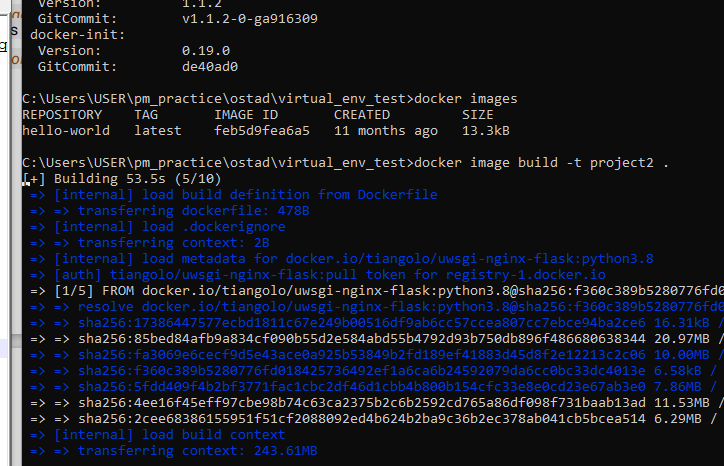 Version: 1.1.2
GitCommit: v1.1.2-0-ga916309
docker-init:
Version: 0.19.0
GitCommit: de40ad0
C:\Users\USER\pm_practice\ostad\virtual_env_test>docker images
REPOSITORY TAG IMAGE ID CREATED SIZE
hello-world latest feb5d9fea6a5 11 months ago 13.3kB
C:\Users\USER\pm_practice\ostad\virtual_env_test>docker image build -t project2 .
[+] Building 53.5s (5/10)
=> [internal] load build definition from Dockerfile
=> => transferring dockerfile: 478B
=> [internal] load .dockerignore
=> => transferring context: 2B
=> [internal] load metadata for docker.io/tiangolo/uwsgi-nginx-flask:python3.8
=> [auth] tiangolo/uwsgi-nginx-flask:pull token for registry-1.docker.io
=> [1/5] FROM docker.io/tiangolo/uwsgi-nginx-flask:python3.8@sha256:f360c389b5280776fd0
=> => resolve docker.io/tiangolo/uwsgi-nginx-flask:python3.8@sha256:f360c389b5280776fd0
=> => sha256:17386447577ecbd1811c67e249b00516df9ab6cc57ccea807cc7ebce94ba2ce6 16.31kB /
=> => sha256:85bed84afb9a834cf090b55d2e584abd55b4792d93b750db896f486680638344 20.97MB /
=> => sha256:fa3069e6cecf9d5e43ace0a925b53849b2fd189ef41883d45d8f2e12213c2c06 10.00MB /
=> => sha256:f360c389b5280776fd018425736492ef1a6ca6b24592079da6cc0bc33dc4013e 6.58kB /
=> => sha256:5fdd409f4b2bf3771fac1cbc2df46d1cbb4b800b154cfc33e8e0cd23e67ab3e0 7.86MB /
=> => sha256:4ee16f45eff97cbe98b74c63ca2375b2c6b2592cd765a86df098f731baab13ad 11.53MB /
=> => sha256:2cee68386155951f51cf2088092ed4b624b2ba9c36b2ec378ab041cb5bcea514 6.29MB /
=> [internal] load build context
=> => transferring context: 243.61MB